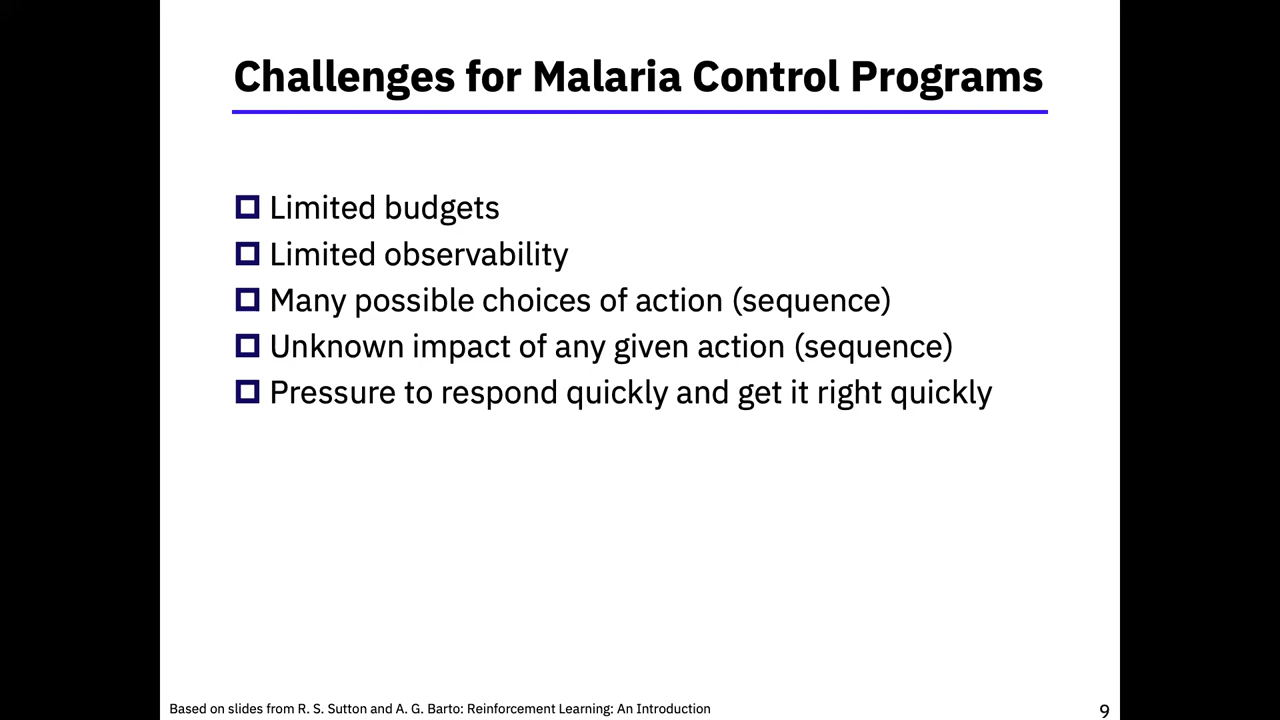 Challenges for Malaria Control Programs
Limited budgets
Limited observability
Many possible choices of action (sequence)
Unknown impact of any given action (sequence)
Pressure to respond quickly and get it right quickly
Based on slides from R. S. Sutton and A. G. Barto: Reinforcement Learning: An Introduction
9